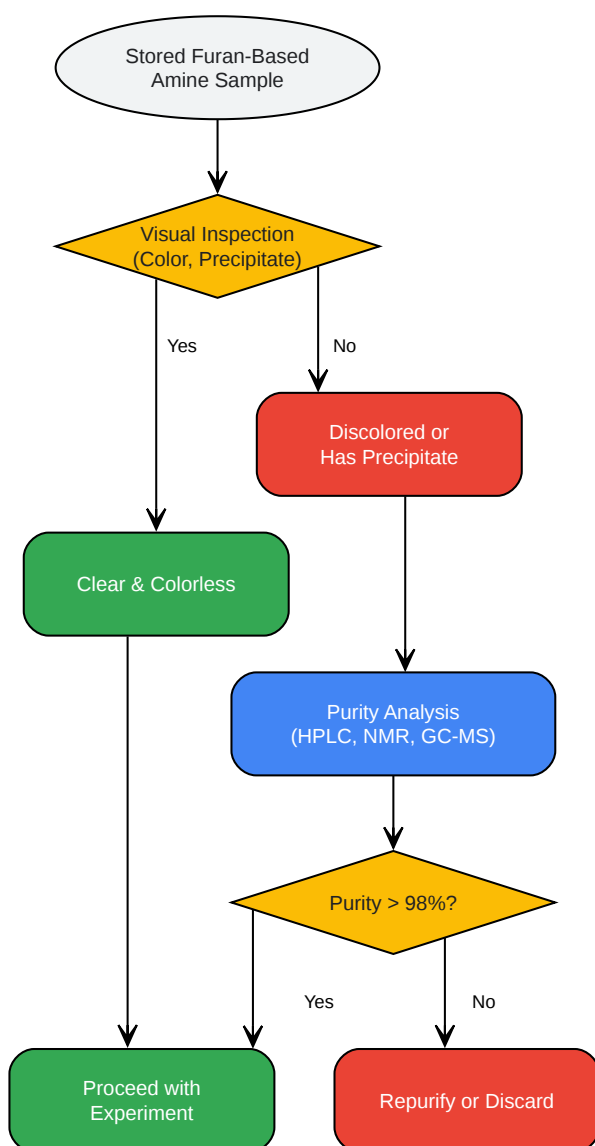 Stored Furan-Based
Amine Sample
Visual Inspection
(Color, Precipitate)
Yes
No
Discolored or
Has Precipitate
Clear & Colorless
Purity Analysis
(HPLC, NMR, GC-MS)
Purity > 98%?
Yes
No
Proceed with
Experiment
Repurify or Discard